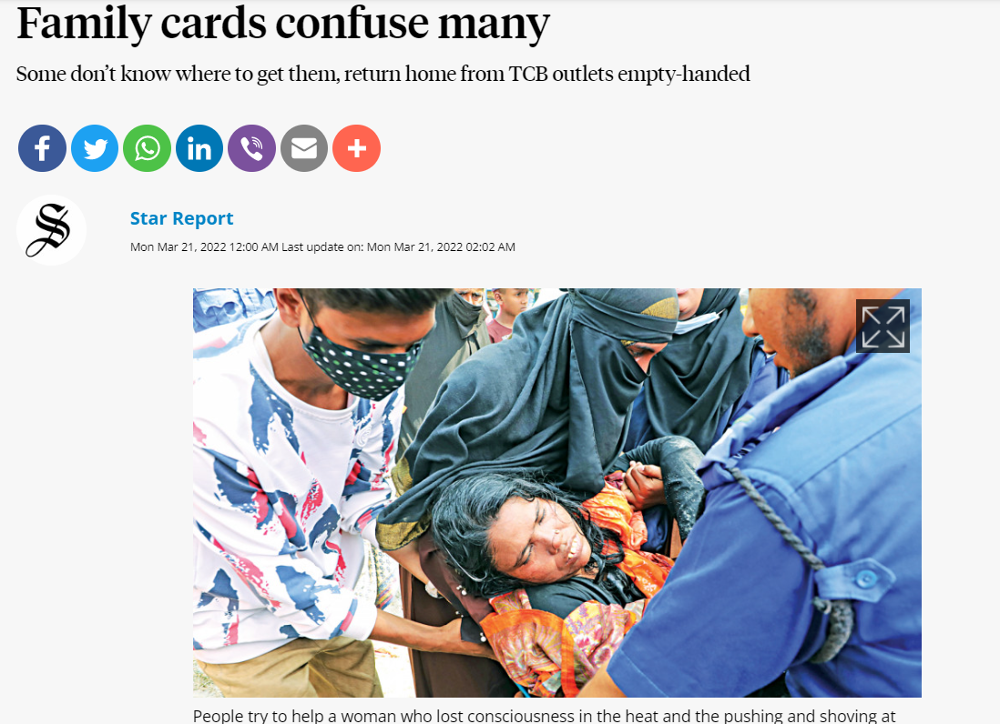 Family cards confuse many
Some don’t know where to get them, return home from TCB outlets empty-handed
Star Report
Mon Mar 21, 2022 12:00 AM Last update on: Mon Mar 21, 2022 02:02 AM
People try to help a woman who lost consciousness in the heat and the pushing and shoving at